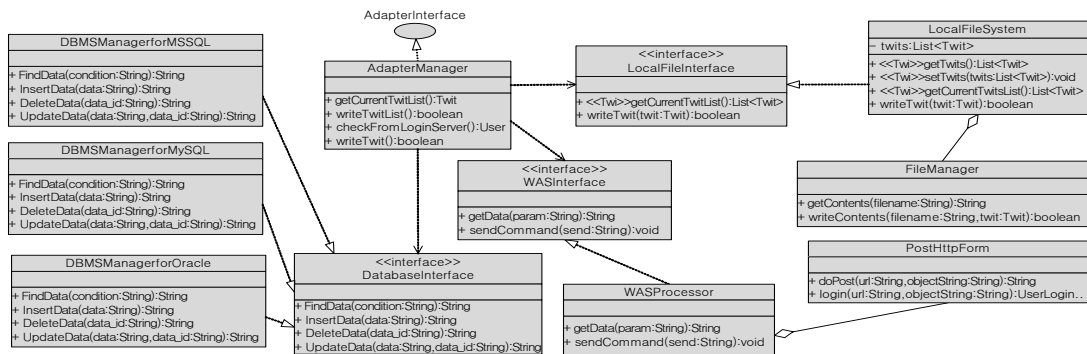 AdapterInterface
DBMSManagerforMSSQL
+ FindData(condition:String):String
+ InsertData(data:String):String
+ DeleteData(data_id:String):String
+ UpdateData(data:String,data_id:String):String
AdapterManager
+ getCurrentTwitList():Twit
+ writeTwitList():boolean
+ checkFromLoginServer():User
+ writeTwit():boolean
<<interface>>
LocalFileInterface
+ <<Twi>>getCurrentTwitList():List<Twit>
+ writeTwit(twit:Twit):boolean
LocalFileSystem
- twits:List<Twit>
+ <<Twi>>getTwits():List<Twit>
+ <<Twi>>setTwits(twits:List<Twit>):void
+ <<Twi>>getCurrentTwitsList():List<Twit>
+ writeTwit(twit:Twit):boolean
DBMSManagerforMySQL
+ FindData(condition:String):String
+ InsertData(data:String):String
+ DeleteData(data_id:String):String
+ UpdateData(data:String,data_id:String):String
<<interface>>
WASInterface
+ getData(param:String):String
+ sendCommand(send:String):void
FileManager
+ getContents(filename:String):String
+ writeContents(filename:String,twit:Twit):boolean
DBMSManagerforOracle
+ FindData(condition:String):String
+ InsertData(data:String):String
+ DeleteData(data_id:String):String
+ UpdateData(data:String,data_id:String):String
<<interface>>
DatabaseInterface
+ FindData(condition:String):String
+ InsertData(data:String):String
+ DeleteData(data_id:String):String
+ UpdateData(data:String,data_id:String):String
WASProcessor
+ getData(param:String):String
+ sendCommand(send:String):void
PostHttpForm
+ doPost(url:String,objectString:String):String
+ login(url:String,objectString:String):UserLogin..